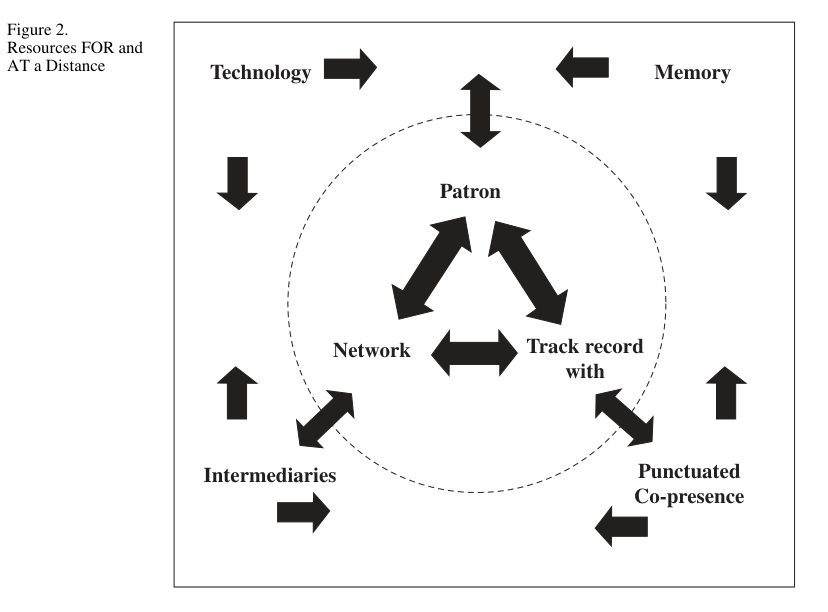 Figure 2.
Resources FOR and
AT a Distance
Technology
Memory
Patron
Network
Track record
with
Intermediaries
Punctuated
Co-presence